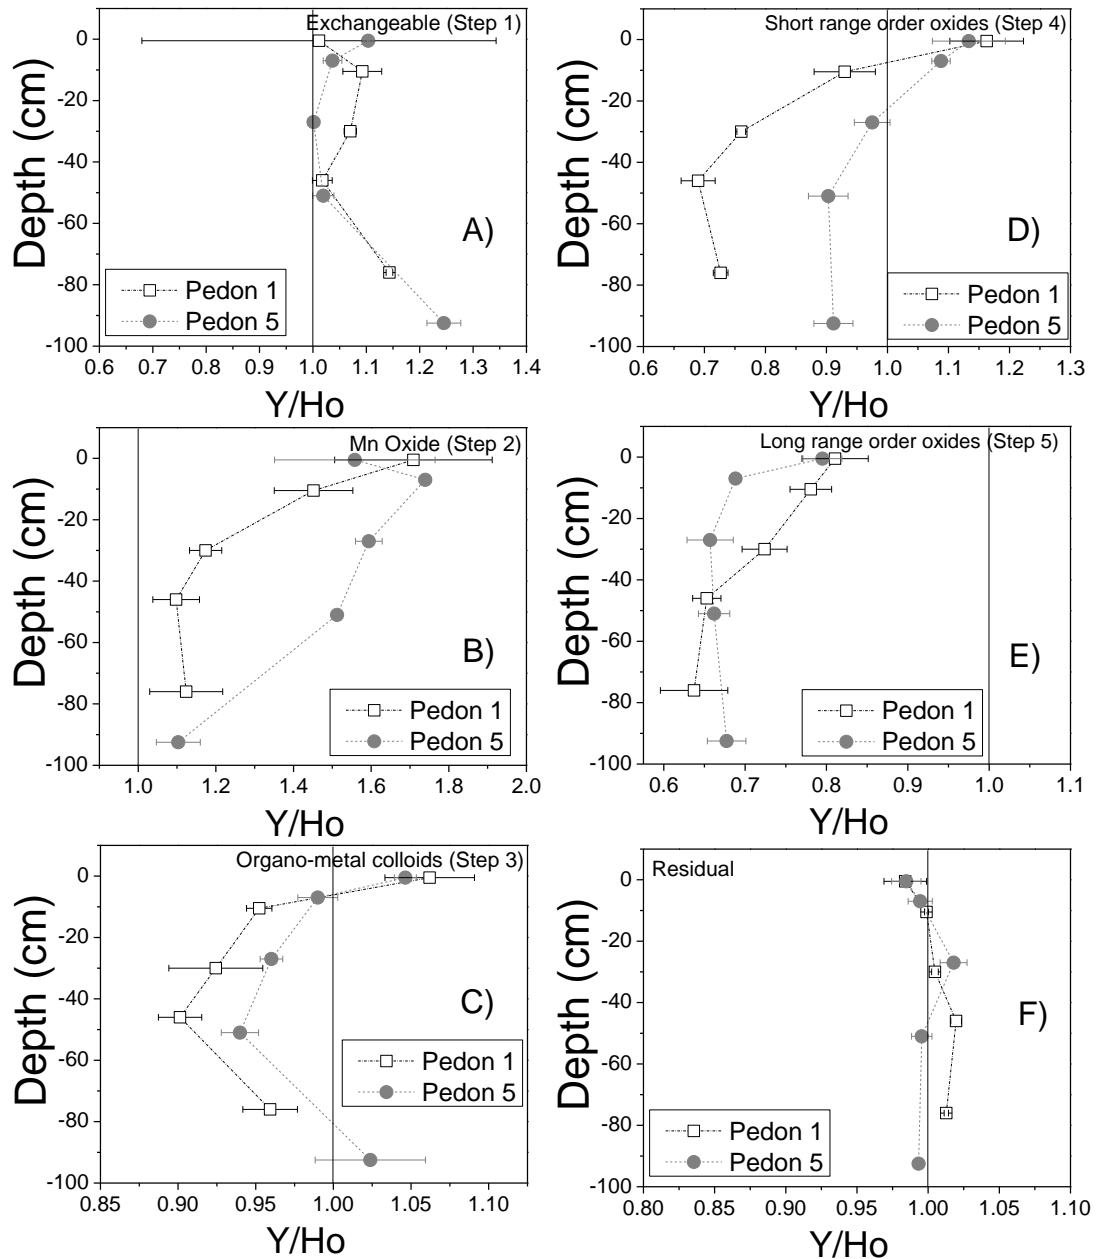 Exchangeable (Step 1)
0
-20
-40
-60
-80
-100
Depth (cm)
A)
Pedon 1
Pedon 5
0.6 0.7 0.8 0.9 1.0 1.1 1.2 1.3 1.4
Y/Ho
Short range order oxides (Step 4)
0
-20
-40
-60
-80
-100
Depth (cm)
D)
Pedon 1
Pedon 5
0.6 0.7 0.8 0.9 1.0 1.1 1.2 1.3
Y/Ho
Mn Oxide (Step 2)
0
-20
-40
-60
-80
-100
Depth (cm)
B)
Pedon 1
Pedon 5
1.0 1.2 1.4 1.6 1.8 2.0
Y/Ho
Long range order oxides (Step 5)
0
-20
-40
-60
-80
-100
Depth (cm)
E)
Pedon 1
Pedon 5
0.6 0.7 0.8 0.9 1.0 1.1
Y/Ho
Organo-metal colloids (Step 3)
0
-20
-40
-60
-80
-100
Depth (cm)
C)
Pedon 1
Pedon 5
0.85 0.90 0.95 1.00 1.05 1.10
Y/Ho
Residual
0
-20
-40
-60
-80
-100
Depth (cm)
F)
Pedon 1
Pedon 5
0.80 0.85 0.90 0.95 1.00 1.05 1.10
Y/Ho